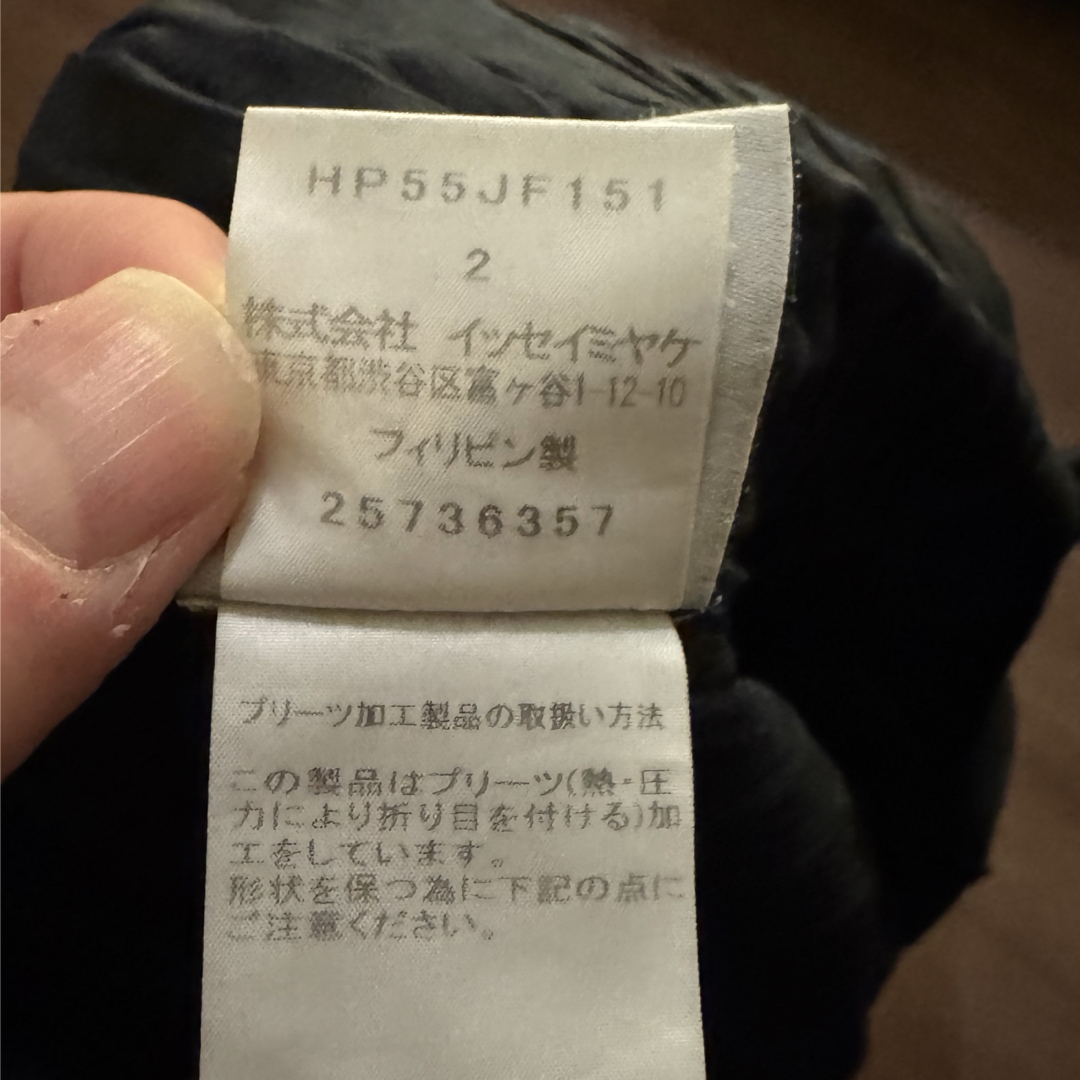 HP55JF151
2
株式会社 イッセイミヤケ
東京都渋谷区富ヶ谷1-12-10
フィリピン製
25736357
プリーツ加工製品の取扱い方法
この製品はプリーツ(熱・圧
力により折り目を付ける)加
工をしています。
形状を保つ為に下記の点に
ご注意ください。